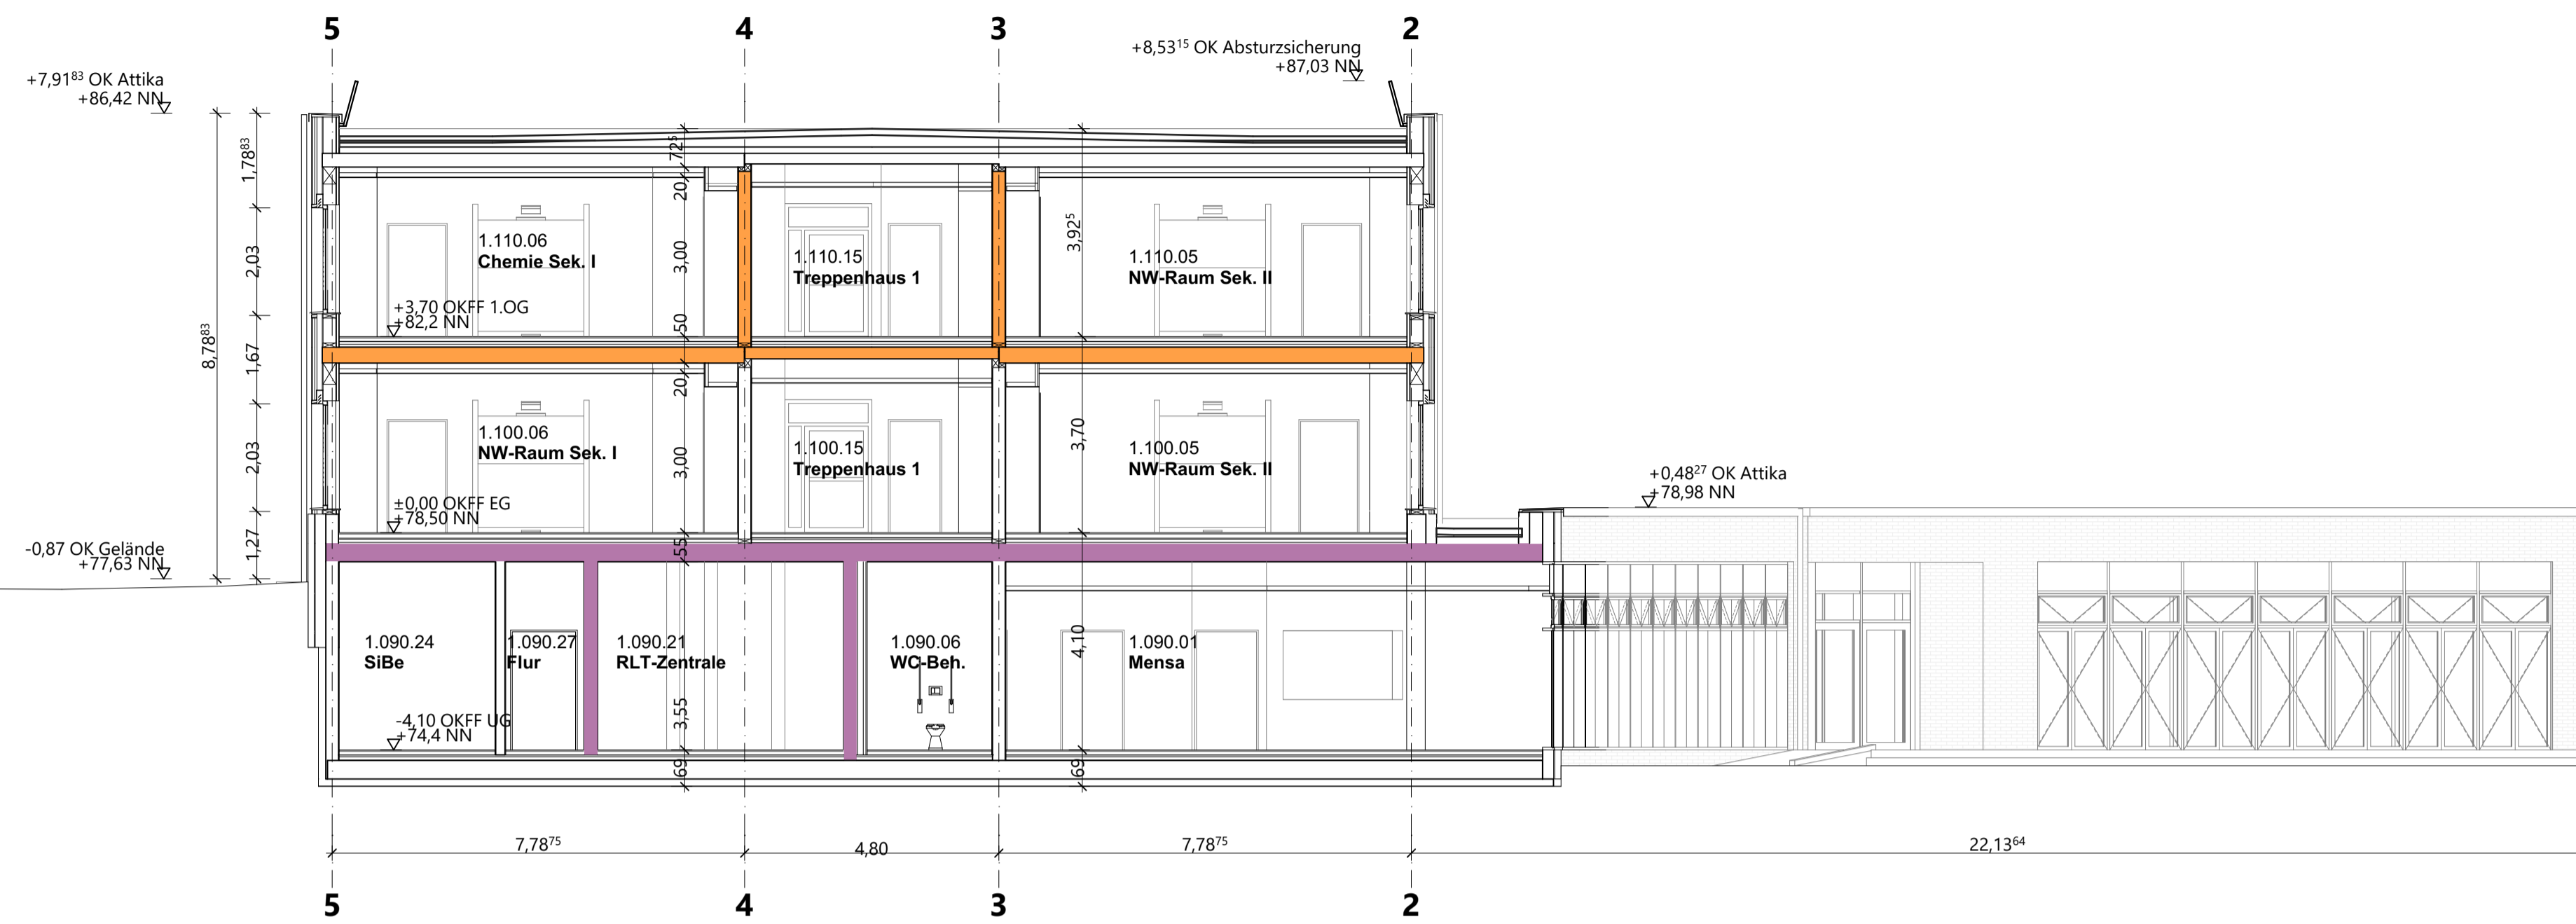 5
4
3
2
+8,53¹⁵ OK Absturzsicherung
+87,03 NN
+7,91⁸³ OK Attika
+86,42 NN
1,78⁸³
72⁵
20
2,03
3,00
3,92⁵
1.110.06
Chemie Sek. I
1.110.15
Treppenhaus 1
1.110.05
NW-Raum Sek. II
+3,70 OKFF 1.OG
+82,2 NN
50
8,78⁸³
1,67
20
2,03
3,00
3,70
1.100.06
NW-Raum Sek. I
1.100.15
Treppenhaus 1
1.100.05
NW-Raum Sek. II
+0,48²⁷ OK Attika
+78,98 NN
±0,00 OKFF EG
+78,50 NN
-0,87 OK Gelände
+77,63 NN
1,27
55
1.090.24
SiBe
1.090.27
Flur
1.090.21
RLT-Zentrale
1.090.06
WC-Beh.
1.090.01
Mensa
4,10
3,55
-4,10 OKFF UG
+74,4 NN
69
69
7,78⁷⁵
4,80
7,78⁷⁵
22,13⁶⁴
5
4
3
2